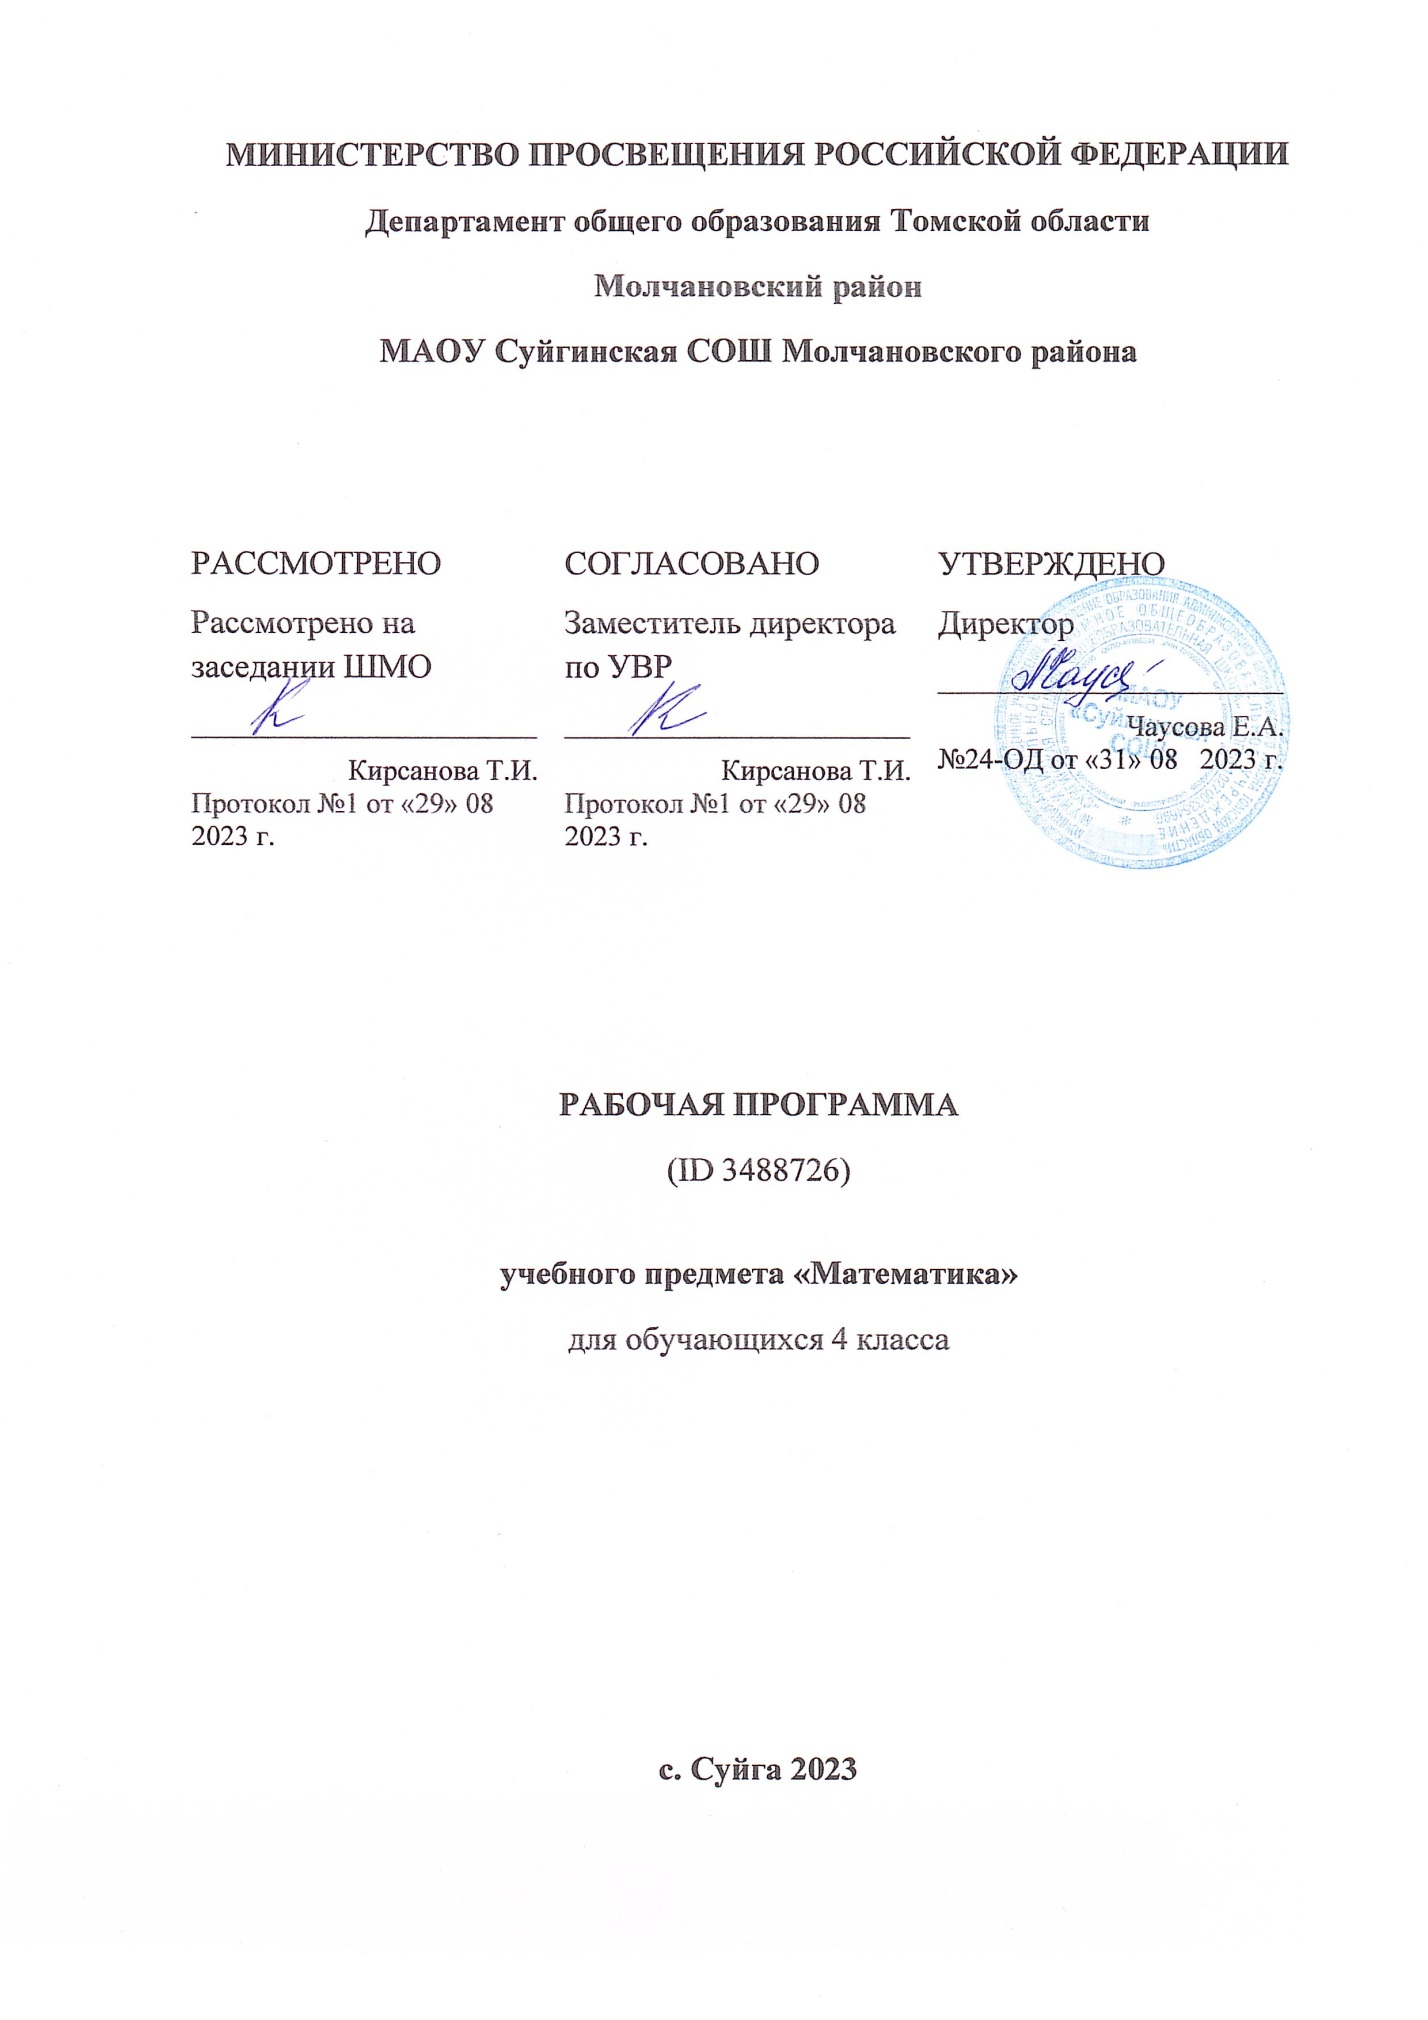 МИНИСТЕРСТВО ПРОСВЕЩЕНИЯ РОССИЙСКОЙ ФЕДЕРАЦИИ
Департамент общего образования Томской области
Молчановский район
МАОУ Суйгинская СОШ Молчановского района
РАССМОТРЕНО
Рассмотрено на
заседании ШМО
Кирсанова Т.И.
Протокол №1 от «29» 08
2023 г.
СОГЛАСОВАНО
Заместитель директора
по УВР
Кирсанова Т.И.
Протокол №1 от «29» 08
2023 г.
УТВЕРЖДЕНО
Директор
Чаусова Е.А.
№24-ОД от «31» 08 2023 г.
МАОУ
СОШ
РАБОЧАЯ ПРОГРАММА
(ID 3488726)
учебного предмета «Математика»
для обучающихся 4 класса
с. Суйга 2023